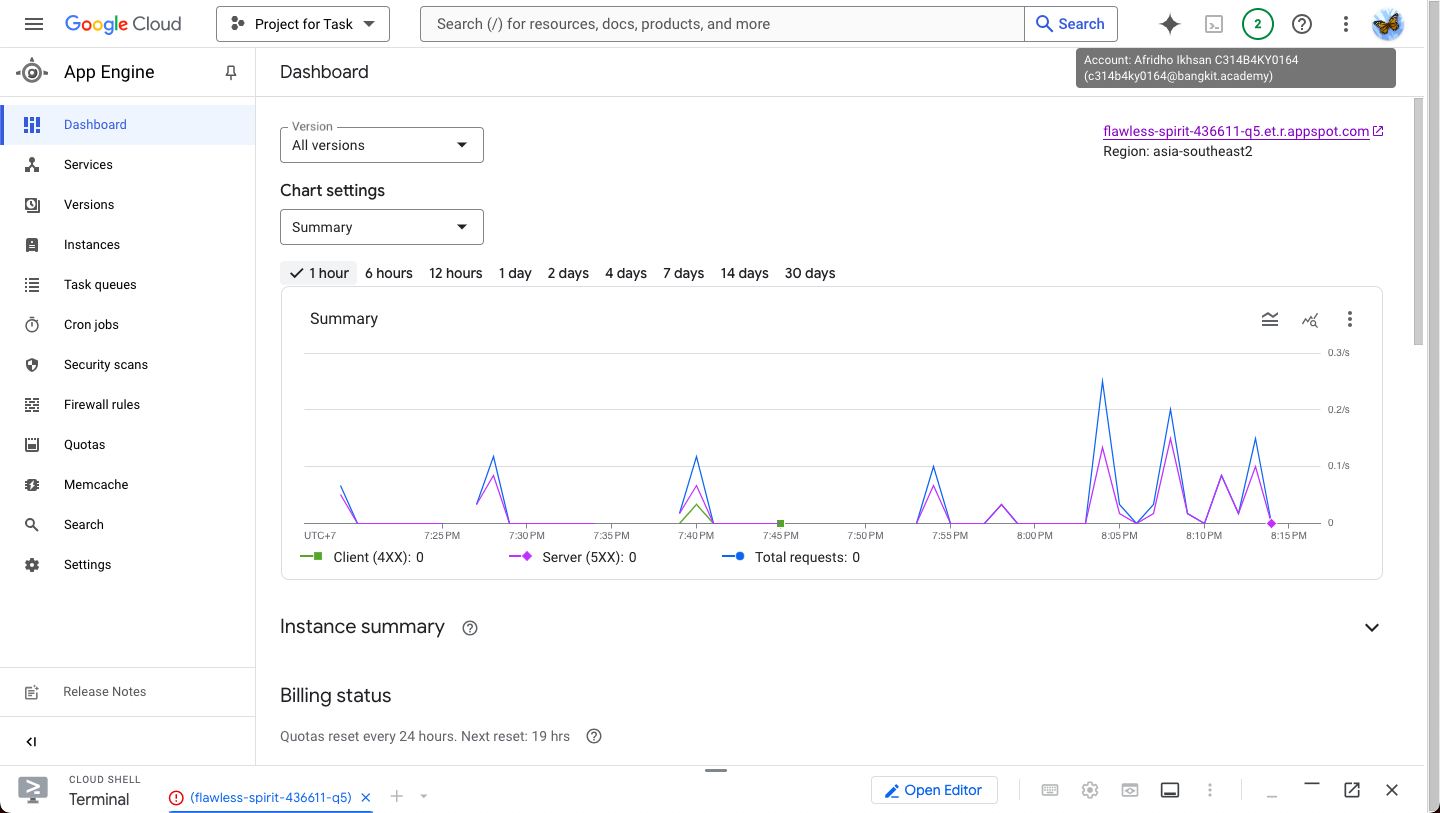 Google Cloud
Project for Task
Search (/) for resources, docs, products, and more
Search
2
Account: Afridho Ikhsan C314B4KY0164
(c314b4ky0164@bangkit.academy)
App Engine
Dashboard
Dashboard
Services
Versions
Instances
Task queues
Cron jobs
Security scans
Firewall rules
Quotas
Memcache
Search
Settings
Release Notes
Version
All versions
flawless-spirit-436611-q5.et.r.appspot.com
Region: asia-southeast2
Chart settings
Summary
1 hour 6 hours 12 hours 1 day 2 days 4 days 7 days 14 days 30 days
Summary
0.3/s
0.2/s
0.1/s
0
UTC+7 7:25 PM 7:30 PM 7:35 PM 7:40 PM 7:45 PM 7:50 PM 7:55 PM 8:00 PM 8:05 PM 8:10 PM 8:15 PM
Client (4XX): 0 Server (5XX): 0 Total requests: 0
Instance summary
Billing status
Quotas reset every 24 hours. Next reset: 19 hrs
CLOUD SHELL
Terminal
(flawless-spirit-436611-q5)
Open Editor